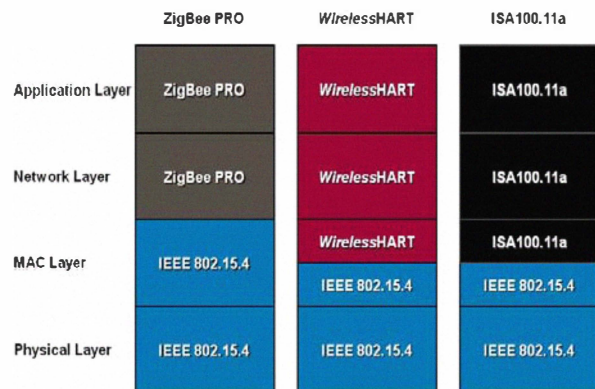 ZigBee PRO WirelessHART ISA100.11a
Application Layer ZigBee PRO WirelessHART ISA100.11a
Network Layer ZigBee PRO WirelessHART ISA100.11a
WirelessHART ISA100.11a
MAC Layer IEEE 802.15.4
IEEE 802.15.4 IEEE 802.15.4
Physical Layer IEEE 802.15.4 IEEE 802.15.4 IEEE 802.15.4